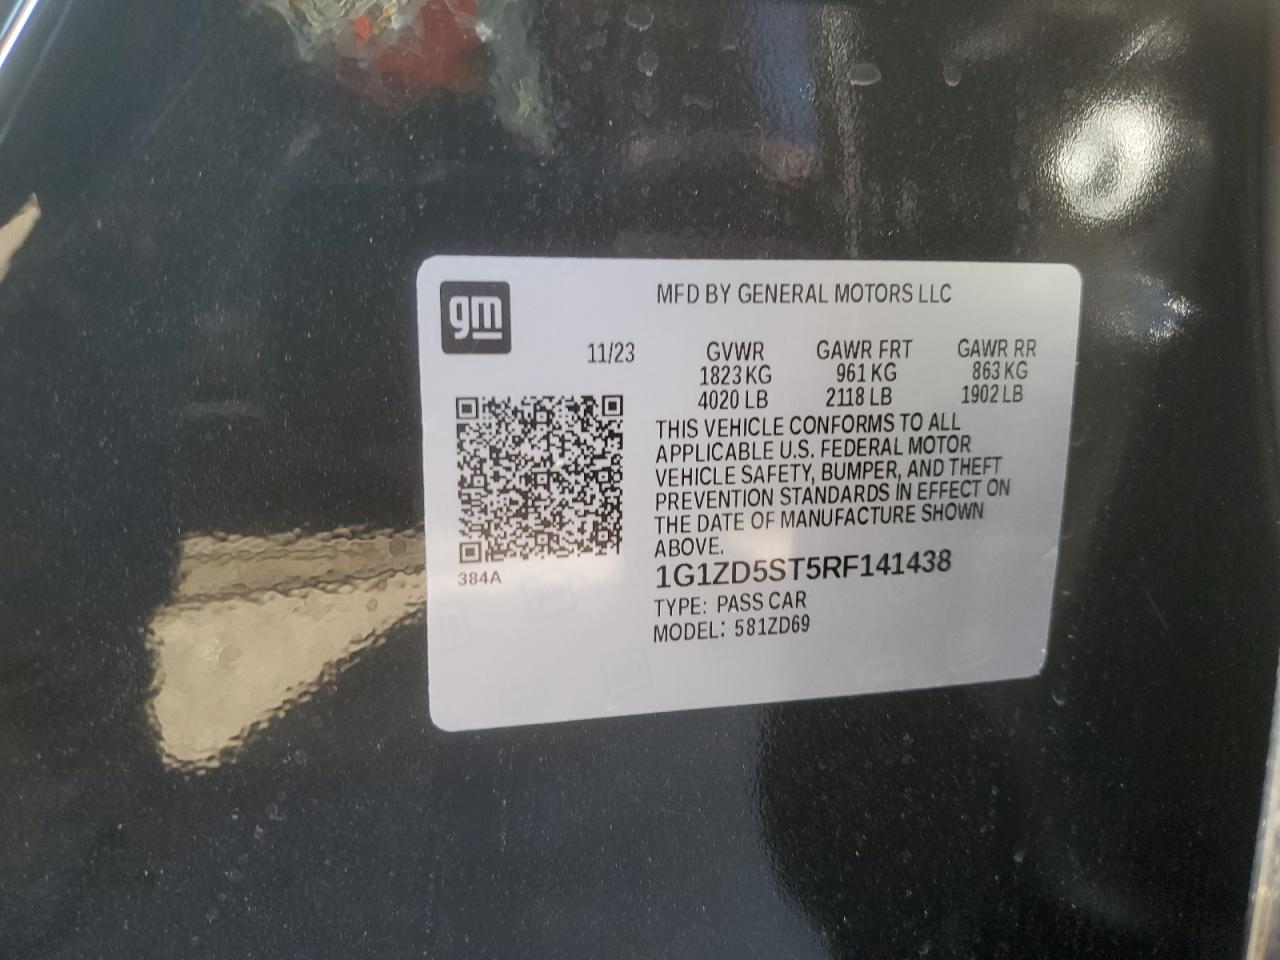 gm
MFD BY GENERAL MOTORS LLC
11/23 GVWR GAWR FRT GAWR RR
1823 KG 961 KG 863 KG
4020 LB 2118 LB 1902 LB
THIS VEHICLE CONFORMS TO ALL
APPLICABLE U.S. FEDERAL MOTOR
VEHICLE SAFETY, BUMPER, AND THEFT
PREVENTION STANDARDS IN EFFECT ON
THE DATE OF MANUFACTURE SHOWN
ABOVE.
384A
1G1ZD5ST5RF141438
TYPE: PASS CAR
MODEL: 581ZD69